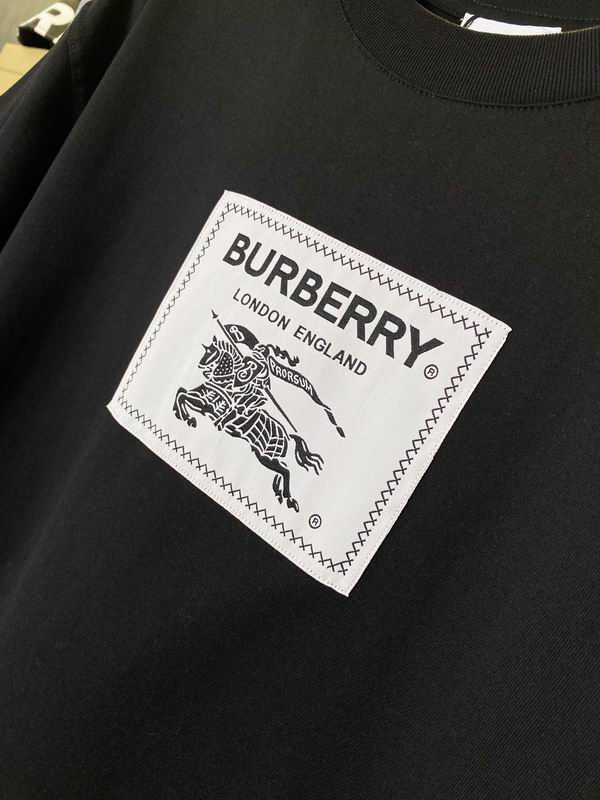 R.
BURBERRY®
LONDON ENGLAND
PRORSUM
®